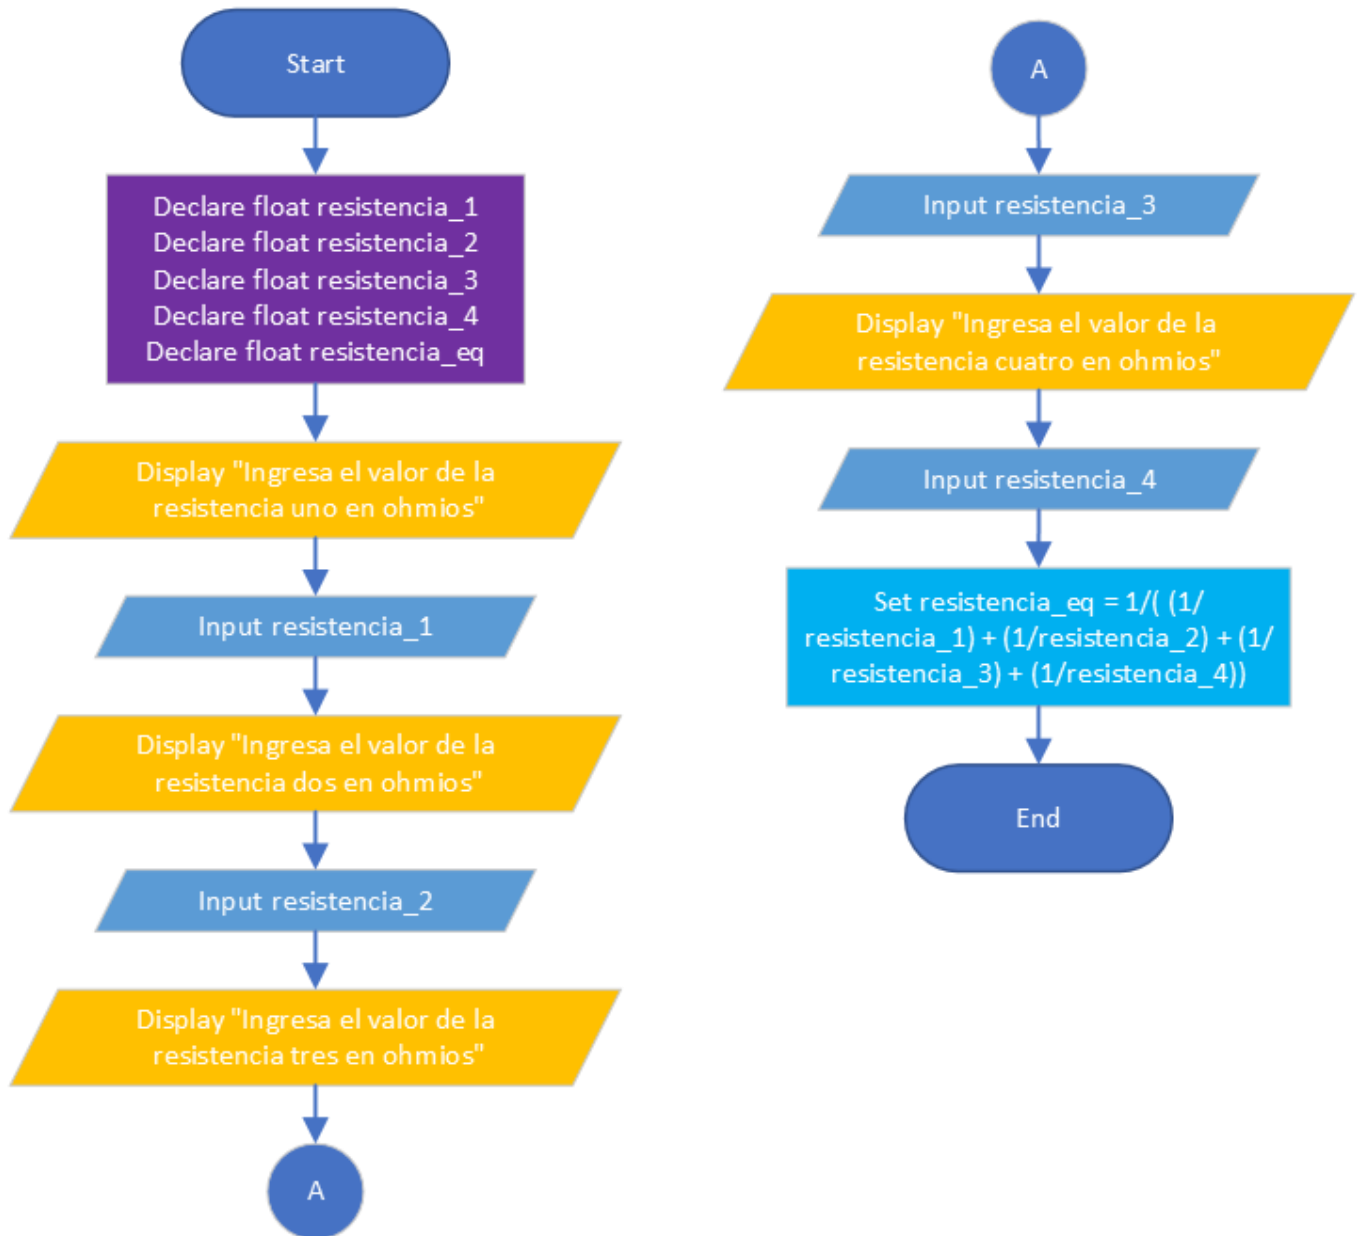 Start
Declare float resistencia_1
Declare float resistencia_2
Declare float resistencia_3
Declare float resistencia_4
Declare float resistencia_eq
Display "Ingresa el valor de la
resistencia uno en ohmios"
Input resistencia_1
Display "Ingresa el valor de la
resistencia dos en ohmios"
Input resistencia_2
Display "Ingresa el valor de la
resistencia tres en ohmios"
A
A
Input resistencia_3
Display "Ingresa el valor de la
resistencia cuatro en ohmios"
Input resistencia_4
Set resistencia_eq = 1/( (1/
resistencia_1) + (1/resistencia_2) + (1/
resistencia_3) + (1/resistencia_4))
End